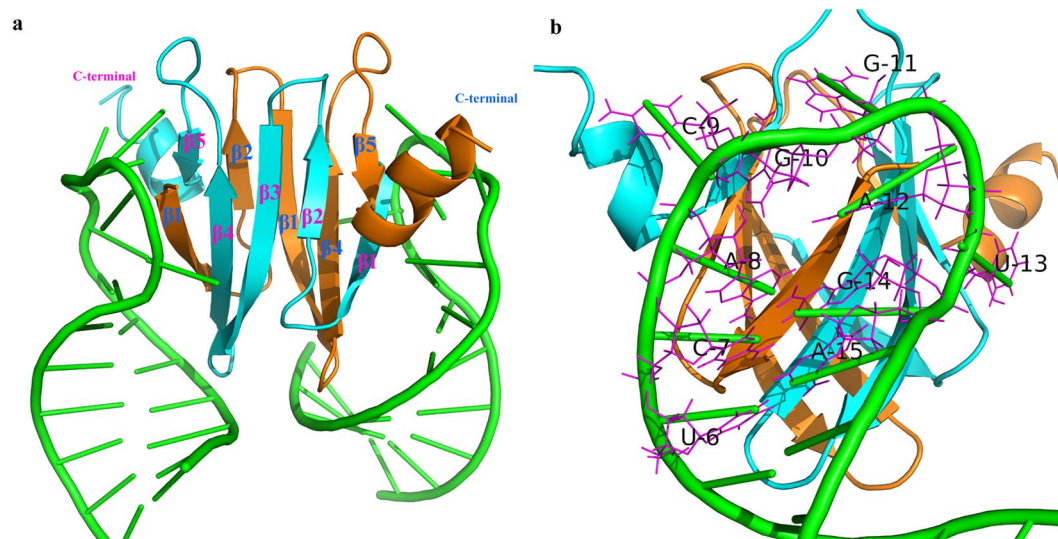 a
C-terminal
C-terminal
β5
β2
β5
β1
β3
β1
β2
β4
β4
β1
b
G-11
C-9
G-10
A-12
A-8
U-13
G-14
C-7
A-15
U-6